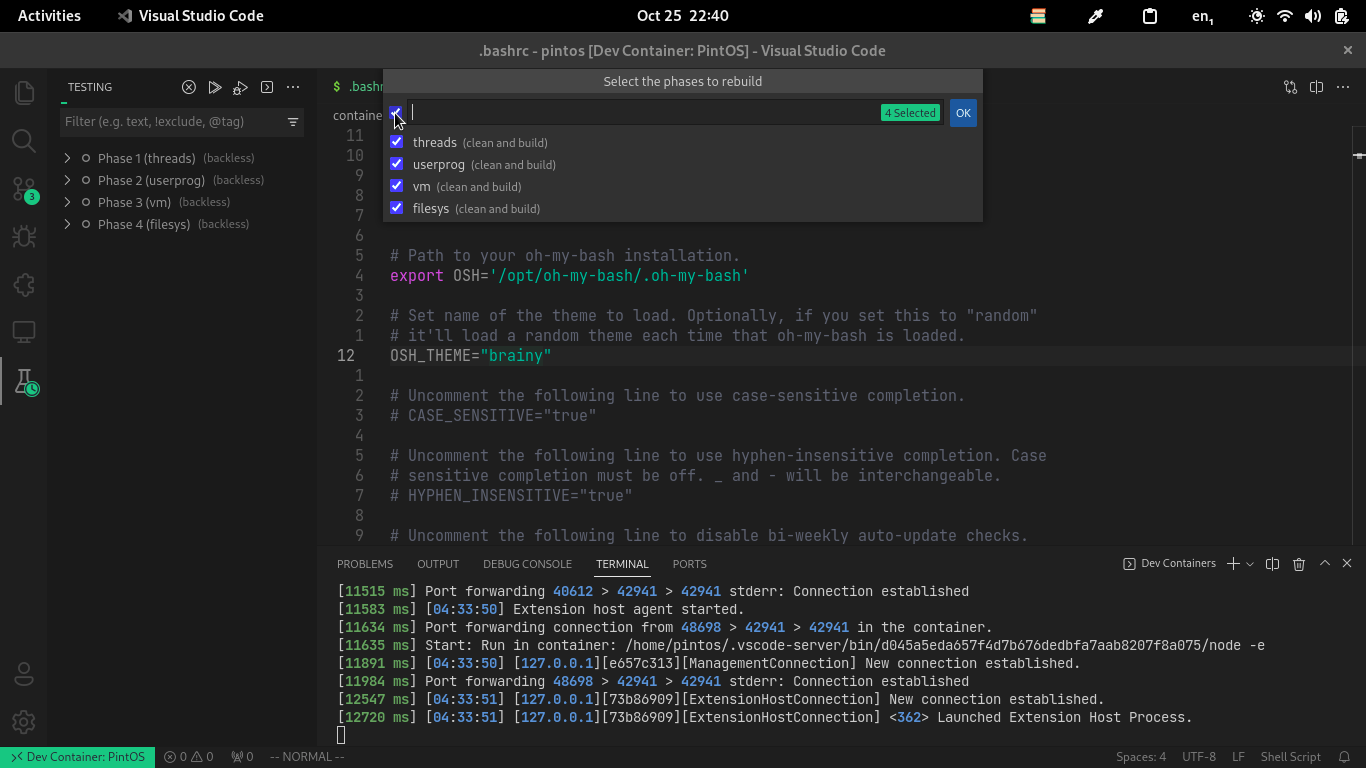 Activities Visual Studio Code Oct 25 22:40 en1
.bashrc - pintos [Dev Container: PintOS] - Visual Studio Code
TESTING
Filter (e.g. text, !exclude, @tag)
Phase 1 (threads) (backless)
Phase 2 (userprog) (backless)
Phase 3 (vm) (backless)
Phase 4 (filesys) (backless)
3
$ .bashr
containe
Select the phases to rebuild
4 Selected OK
threads (clean and build)
userprog (clean and build)
vm (clean and build)
filesys (clean and build)
11
10
9
8
7
6
5 # Path to your oh-my-bash installation.
4 export OSH='/opt/oh-my-bash/.oh-my-bash'
3
2 # Set name of the theme to load. Optionally, if you set this to "random"
1 # it'll load a random theme each time that oh-my-bash is loaded.
12 OSH_THEME="brainy"
1
2 # Uncomment the following line to use case-sensitive completion.
3 # CASE_SENSITIVE="true"
4
5 # Uncomment the following line to use hyphen-insensitive completion. Case
6 # sensitive completion must be off. _ and - will be interchangeable.
7 # HYPHEN_INSENSITIVE="true"
8
9 # Uncomment the following line to disable bi-weekly auto-update checks.
PROBLEMS OUTPUT DEBUG CONSOLE TERMINAL PORTS Dev Containers
[11515 ms] Port forwarding 40612 > 42941 > 42941 stderr: Connection established
[11583 ms] [04:33:50] Extension host agent started.
[11634 ms] Port forwarding connection from 48698 > 42941 > 42941 in the container.
[11635 ms] Start: Run in container: /home/pintos/.vscode-server/bin/d045a5eda657f4d7b676dedbfa7aab8207f8a075/node -e
[11891 ms] [04:33:50] [127.0.0.1][e657c313][ManagementConnection] New connection established.
[11984 ms] Port forwarding 48698 > 42941 > 42941 stderr: Connection established
[12547 ms] [04:33:51] [127.0.0.1][73b86909][ExtensionHostConnection] New connection established.
[12720 ms] [04:33:51] [127.0.0.1][73b86909][ExtensionHostConnection] <362> Launched Extension Host Process.
Dev Container: PintOS 0 0 0 -- NORMAL -- Spaces: 4 UTF-8 LF Shell Script